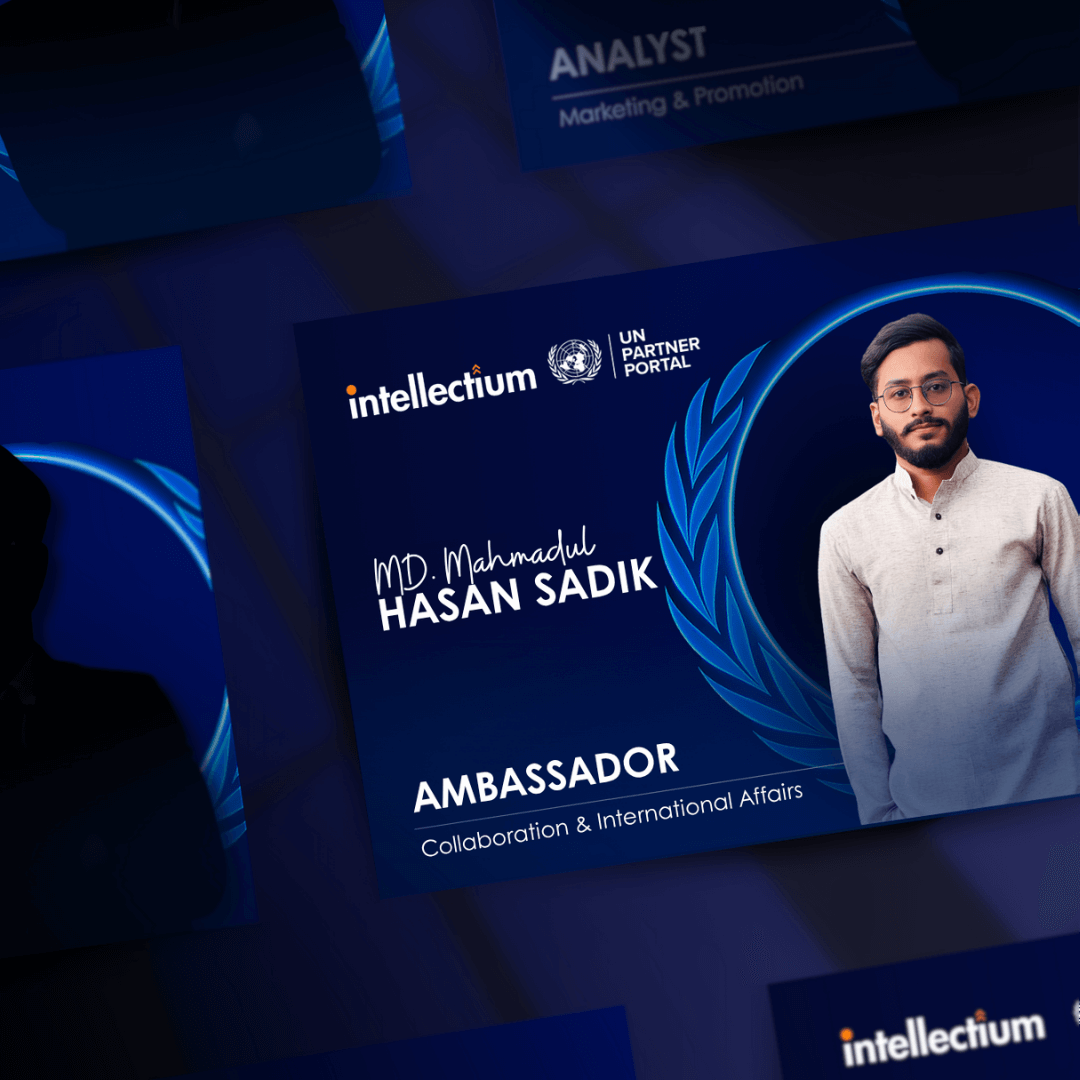 ANALYST
Marketing & Promotion
intellectium
UN
PARTNER
PORTAL
MD. Mahmadul
HASAN SADIK
AMBASSADOR
Collaboration & International Affairs
intellectium